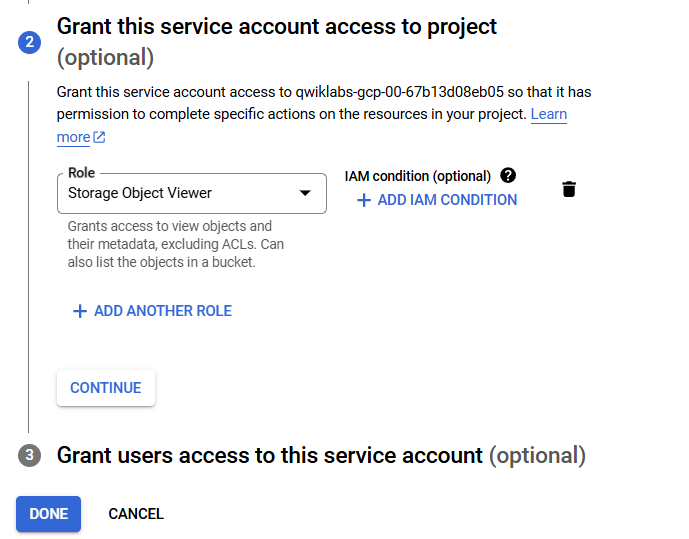 2
Grant this service account access to project
(optional)
Grant this service account access to qwiklabs-gcp-00-67b13d08eb05 so that it has
permission to complete specific actions on the resources in your project. Learn
more
Role
Storage Object Viewer
IAM condition (optional) ?
+ ADD IAM CONDITION
Grants access to view objects and
their metadata, excluding ACLs. Can
also list the objects in a bucket.
+ ADD ANOTHER ROLE
CONTINUE
3
Grant users access to this service account (optional)
DONE
CANCEL